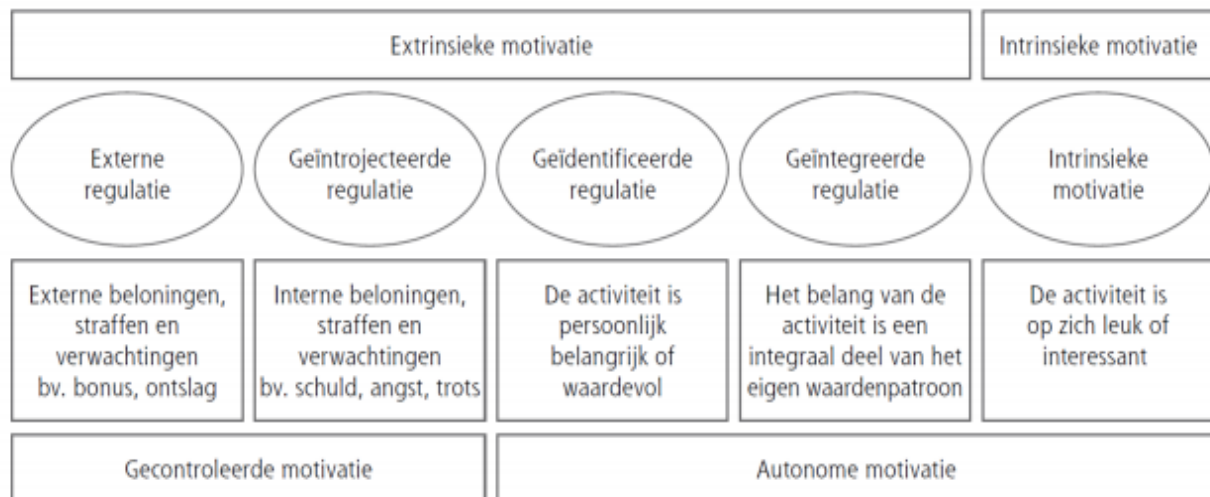 Extrinsieke motivatie
Intrinsieke motivatie
Externe
regulatie
Geïntrojecteerde
regulatie
Geïdentificeerde
regulatie
Geïntegreerde
regulatie
Intrinsieke
motivatie
Externe beloningen,
straffen en
verwachtingen
bv. bonus, ontslag
Interne beloningen,
straffen en
verwachtingen
bv. schuld, angst, trots
De activiteit is
persoonlijk
belangrijk of
waardevol
Het belang van de
activiteit is een
integraal deel van het
eigen waardenpatroon
De activiteit is
op zich leuk of
interessant
Gecontroleerde motivatie
Autonome motivatie